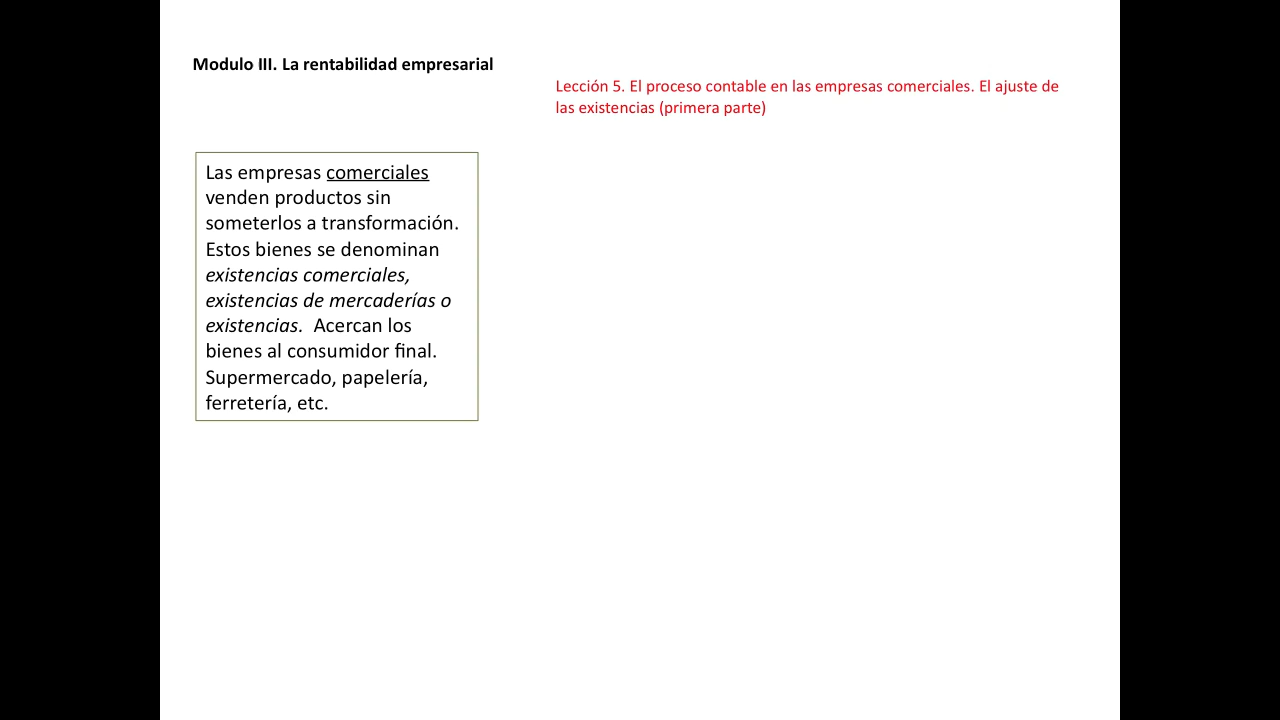 Modulo III. La rentabilidad empresarial
Lección 5. El proceso contable en las empresas comerciales. El ajuste de
las existencias (primera parte)
Las empresas comerciales
venden productos sin
someterlos a transformación.
Estos bienes se denominan
existencias comerciales,
existencias de mercaderías o
existencias.  Acercan los
bienes al consumidor final.
Supermercado, papelería,
ferretería, etc.